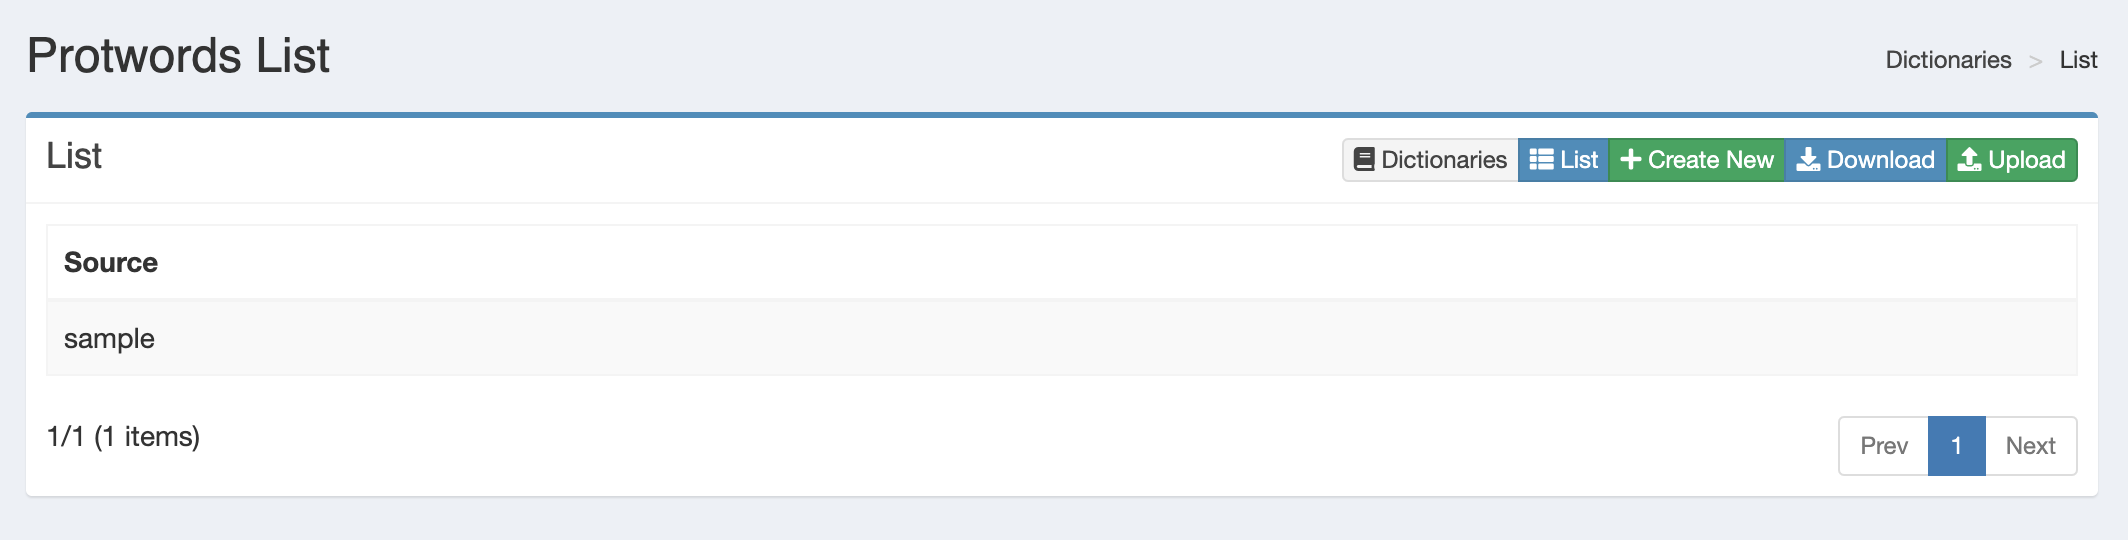 Protwords List
Dictionaries > List
List
Dictionaries List Create New Download Upload
Source
sample
1/1 (1 items)
Prev 1 Next